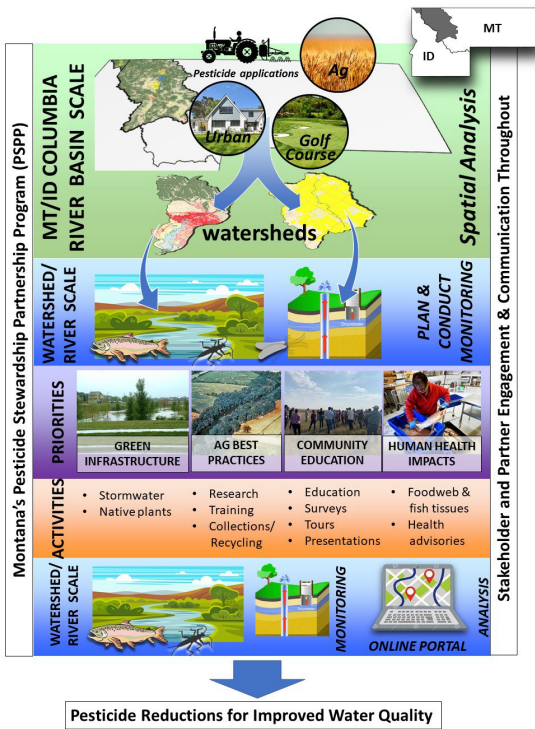 MT
ID
Montana's Pesticide Stewardship Partnership Program (PSPP)
Stakeholder and Partner Engagement & Communication Throughout
MT/ID COLUMBIA
RIVER BASIN SCALE
Pesticide applications
Ag
Urban
Golf
Course
Spatial Analysis
watersheds
WATERSHED/
RIVER SCALE
Groundwater
PLAN &
CONDUCT
MONITORING
PRIORITIES
GREEN
INFRASTRUCTURE
AG BEST
PRACTICES
COMMUNITY
EDUCATION
HUMAN HEALTH
IMPACTS
ACTIVITIES
• Stormwater
• Native plants
• Research
• Training
• Collections/
Recycling
• Education
• Surveys
• Tours
• Presentations
• Foodweb &
fish tissues
• Health
advisories
WATERSHED/
RIVER SCALE
MONITORING
ONLINE PORTAL
ANALYSIS
Pesticide Reductions for Improved Water Quality